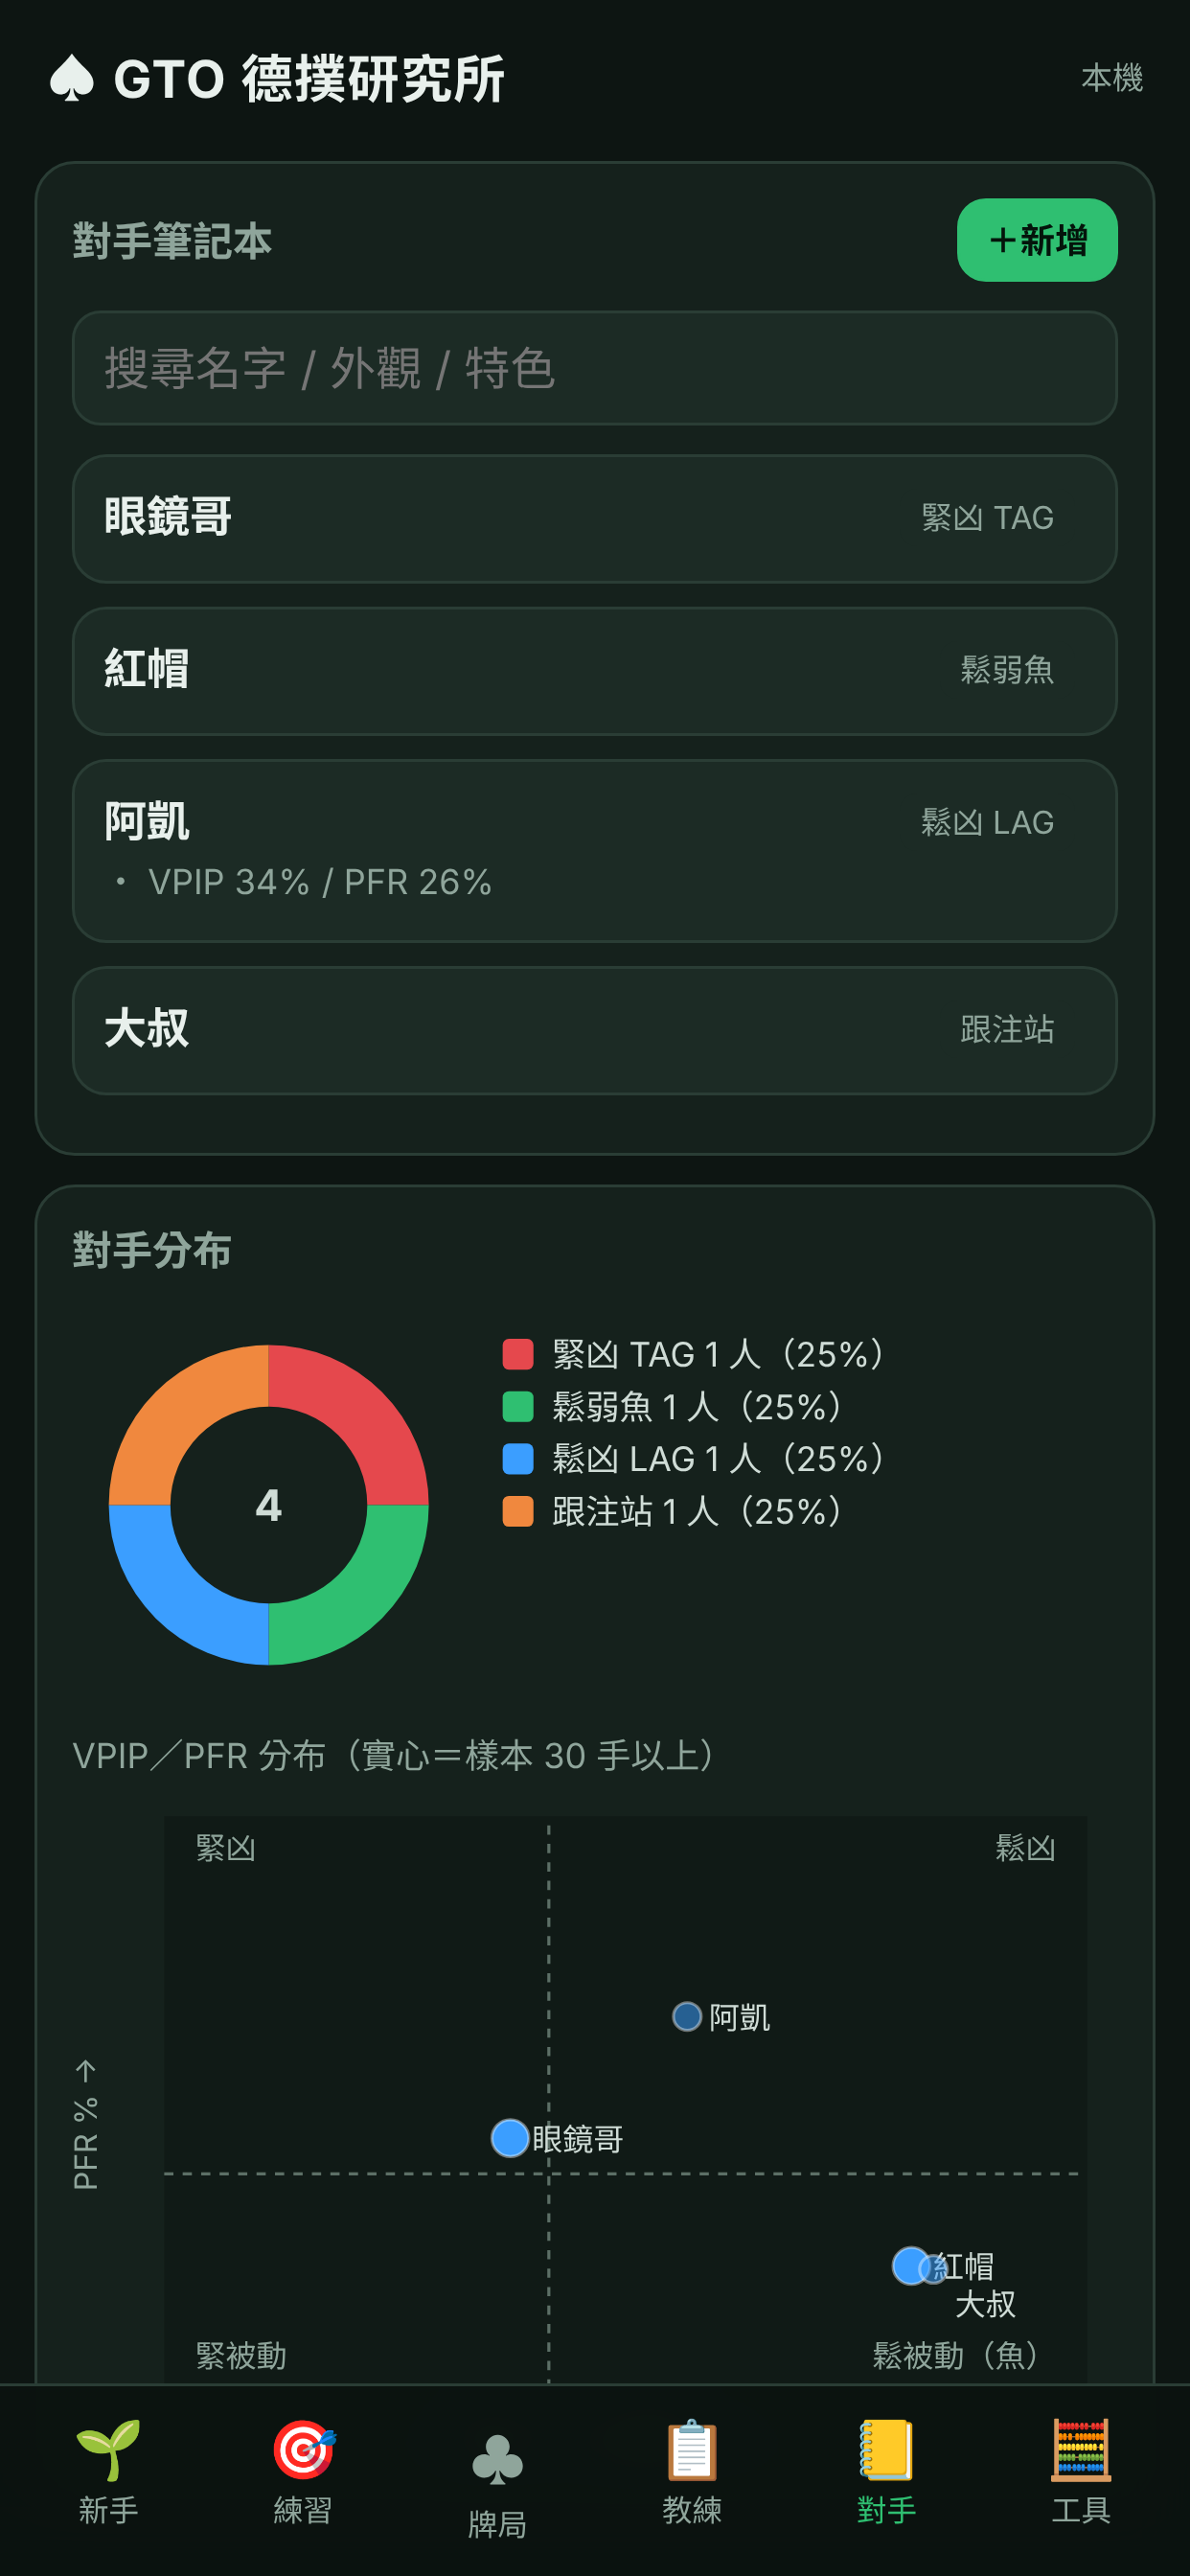 ♠ GTO 德撲研究所
本機
對手筆記本
＋新增
搜尋名字 / 外觀 / 特色
眼鏡哥
緊凶 TAG
紅帽
鬆弱魚
阿凱
鬆凶 LAG
・ VPIP 34% / PFR 26%
大叔
跟注站
對手分布
4
緊凶 TAG 1 人（25%）
鬆弱魚 1 人（25%）
鬆凶 LAG 1 人（25%）
跟注站 1 人（25%）
VPIP／PFR 分布（實心＝樣本 30 手以上）
緊凶
鬆凶
阿凱
眼鏡哥
PFR % →
紅帽
大叔
緊被動
鬆被動（魚）
新手
練習
牌局
教練
對手
工具